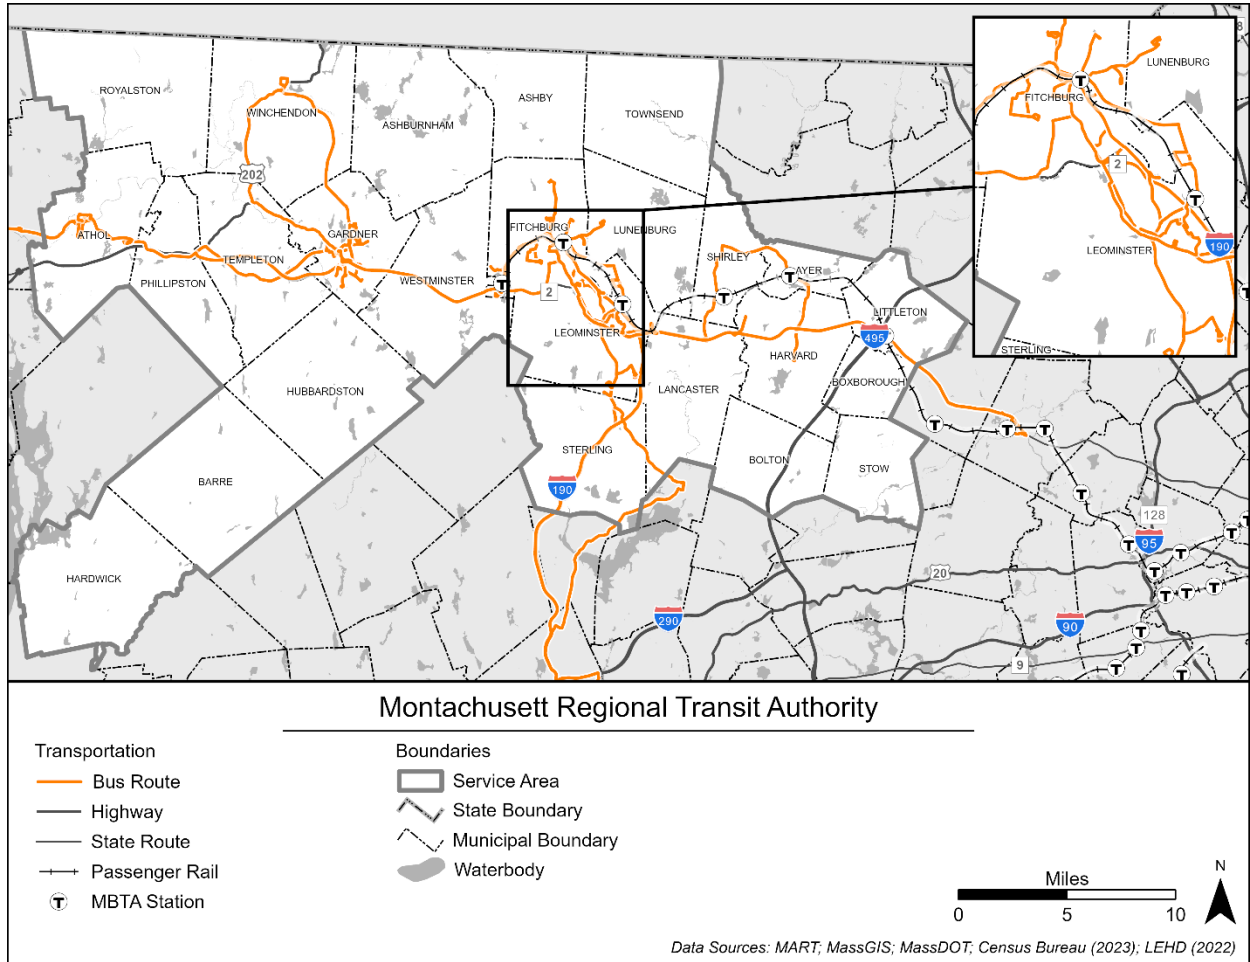 ROYALSTON
WINCHENDON
ASHBURNHAM
ASHBY
TOWNSEND
LUNENBURG
FITCHBURG
2
LEOMINSTER
190
STERLING
202
ATHOL
PHILLIPSTON
TEMPLETON
GARDNER
WESTMINSTER
T
FITCHBURG
T
LUNENBURG
2
T
LEOMINSTER
SHIRLEY
T
AYER
T
LITTLETON
495
HARVARD
BOXBOROUGH
HUBBARDSTON
LANCASTER
BARRE
STERLING
190
BOLTON
STOW
HARDWICK
290
20
128
95
90
9
Montachusett Regional Transit Authority
Transportation
Bus Route
Highway
State Route
Passenger Rail
T MBTA Station
Boundaries
Service Area
State Boundary
Municipal Boundary
Waterbody
Miles
0 5 10
N
Data Sources: MART; MassGIS; MassDOT; Census Bureau (2023); LEHD (2022)